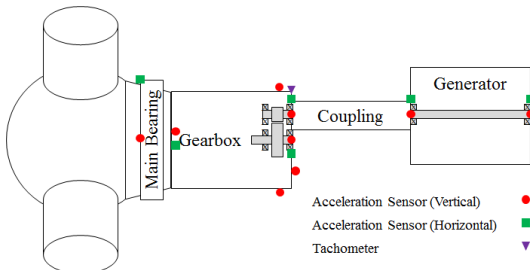 Generator
Main Bearing
Gearbox
Coupling
Acceleration Sensor (Vertical)
Acceleration Sensor (Horizontal)
Tachometer